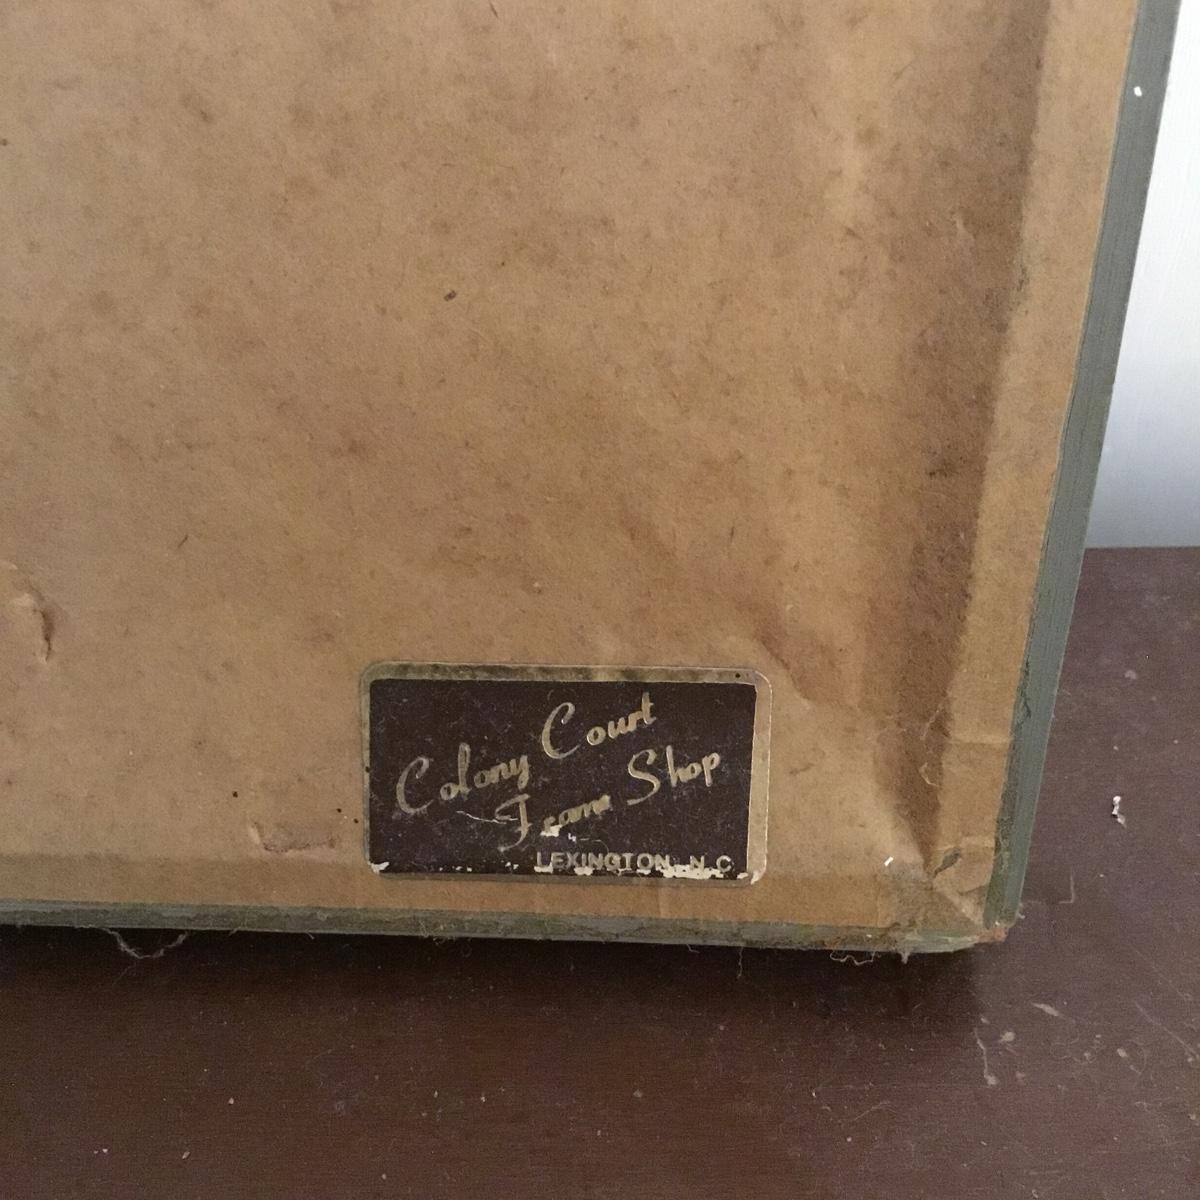 Colony Court
Frame Shop
LEXINGTON, N.C.